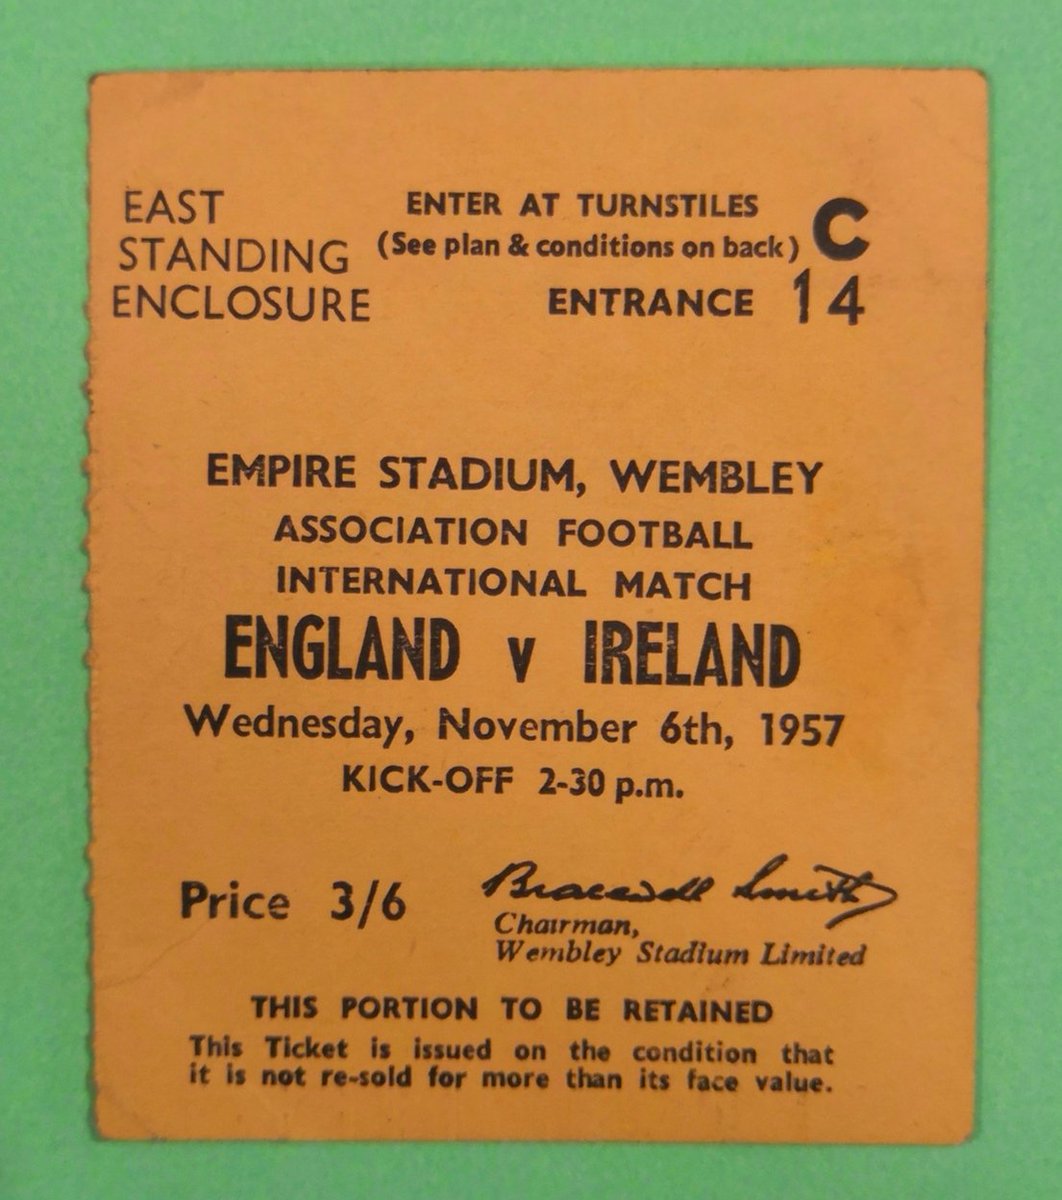 EAST
STANDING
ENCLOSURE
ENTER AT TURNSTILES
(See plan & conditions on back) C
ENTRANCE 14
EMPIRE STADIUM, WEMBLEY
ASSOCIATION FOOTBALL
INTERNATIONAL MATCH
ENGLAND v IRELAND
Wednesday, November 6th, 1957
KICK-OFF 2-30 p.m.
Price 3/6
Bracewell Smith
Chairman,
Wembley Stadium Limited
THIS PORTION TO BE RETAINED
This Ticket is issued on the condition that
it is not re-sold for more than its face value.